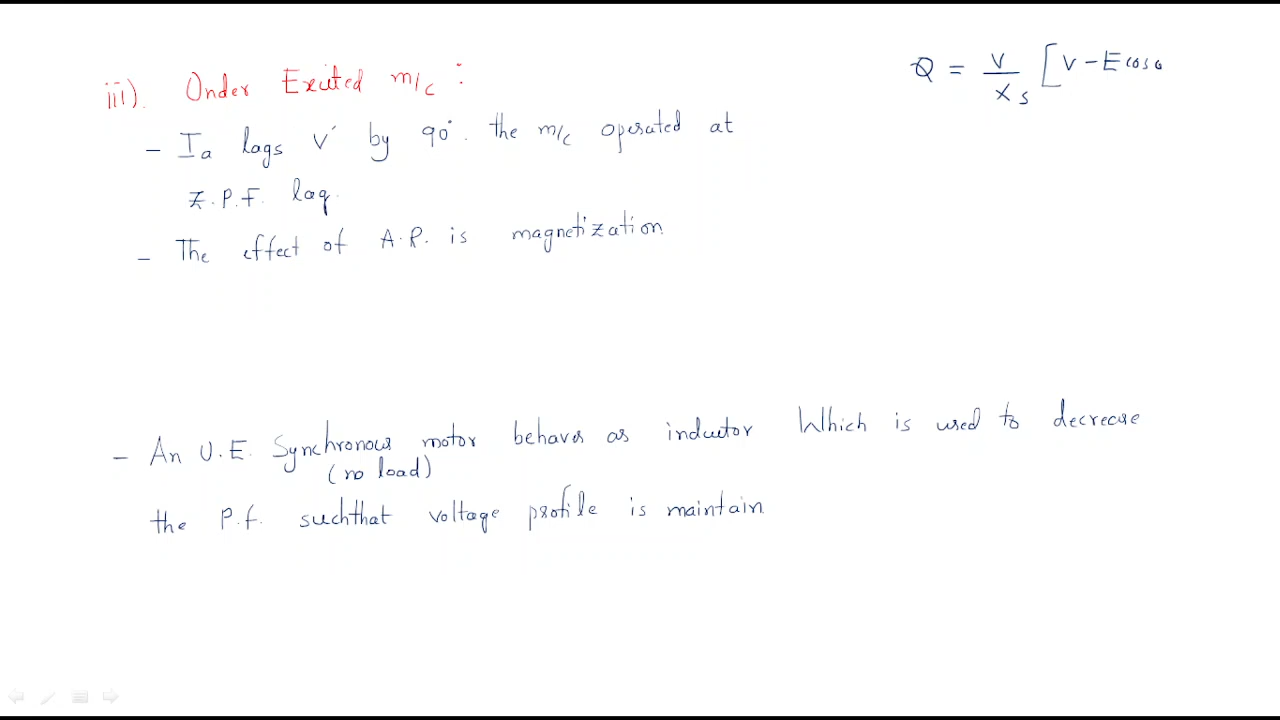 iii). Under Excited m/c :
Q = V / Xs [ V - E cos
- Ia lags V by 90°. the m/c operated at
Z.P.F. lag.
- The effect of A.R. is magnetization
- An U.E. Synchronous motor behaves as inductor Which is used to decrease
(no load)
the P.f. suchthat voltage profile is maintain